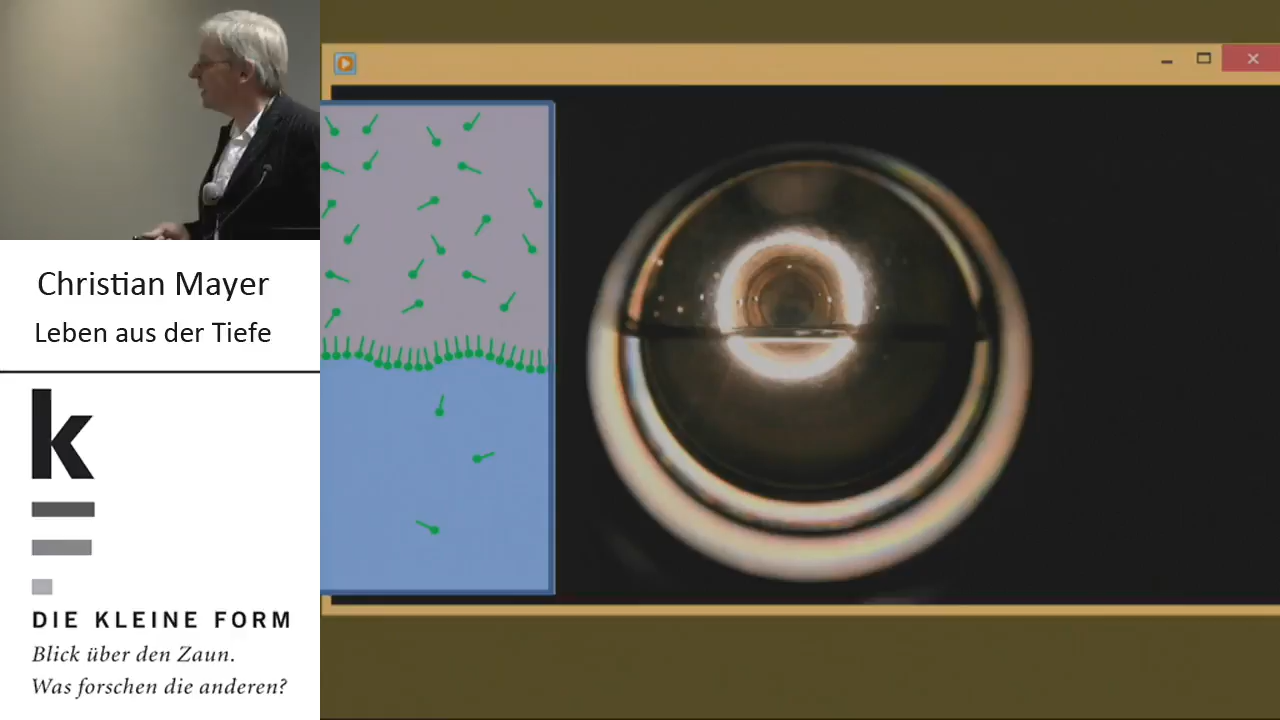 Christian Mayer
Leben aus der Tiefe
k
DIE KLEINE FORM
Blick über den Zaun.
Was forschen die anderen?